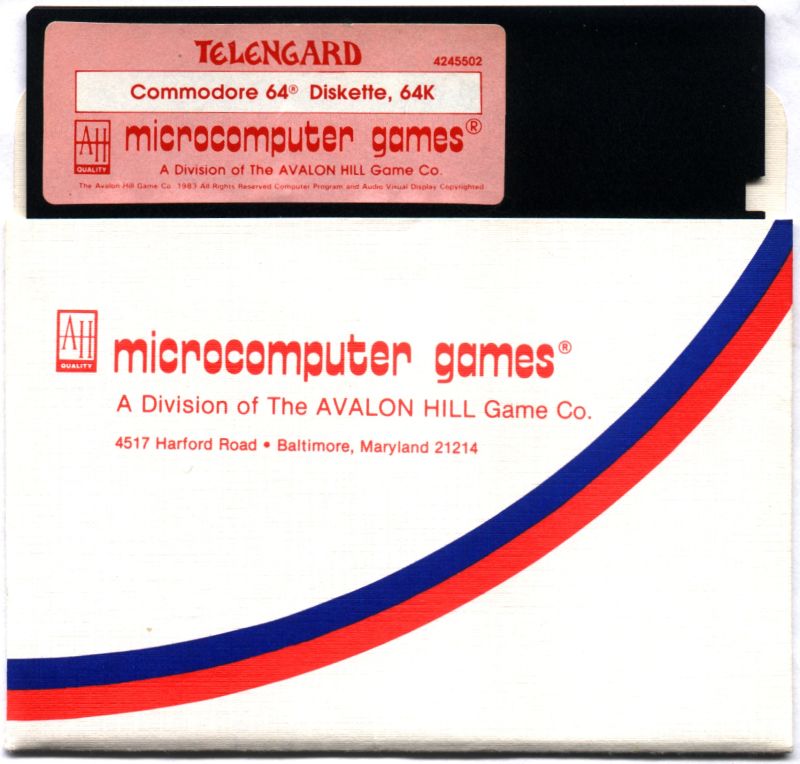 TELENGARD
4245502
Commodore 64® Diskette, 64K
AH
QUALITY
microcomputer games®
A Division of The AVALON HILL Game Co.
The Avalon Hill Game Co. 1983 All Rights Reserved Computer Program and Audio Visual Display Copyrighted
AH
QUALITY
microcomputer games®
A Division of The AVALON HILL Game Co.
4517 Harford Road • Baltimore, Maryland 21214